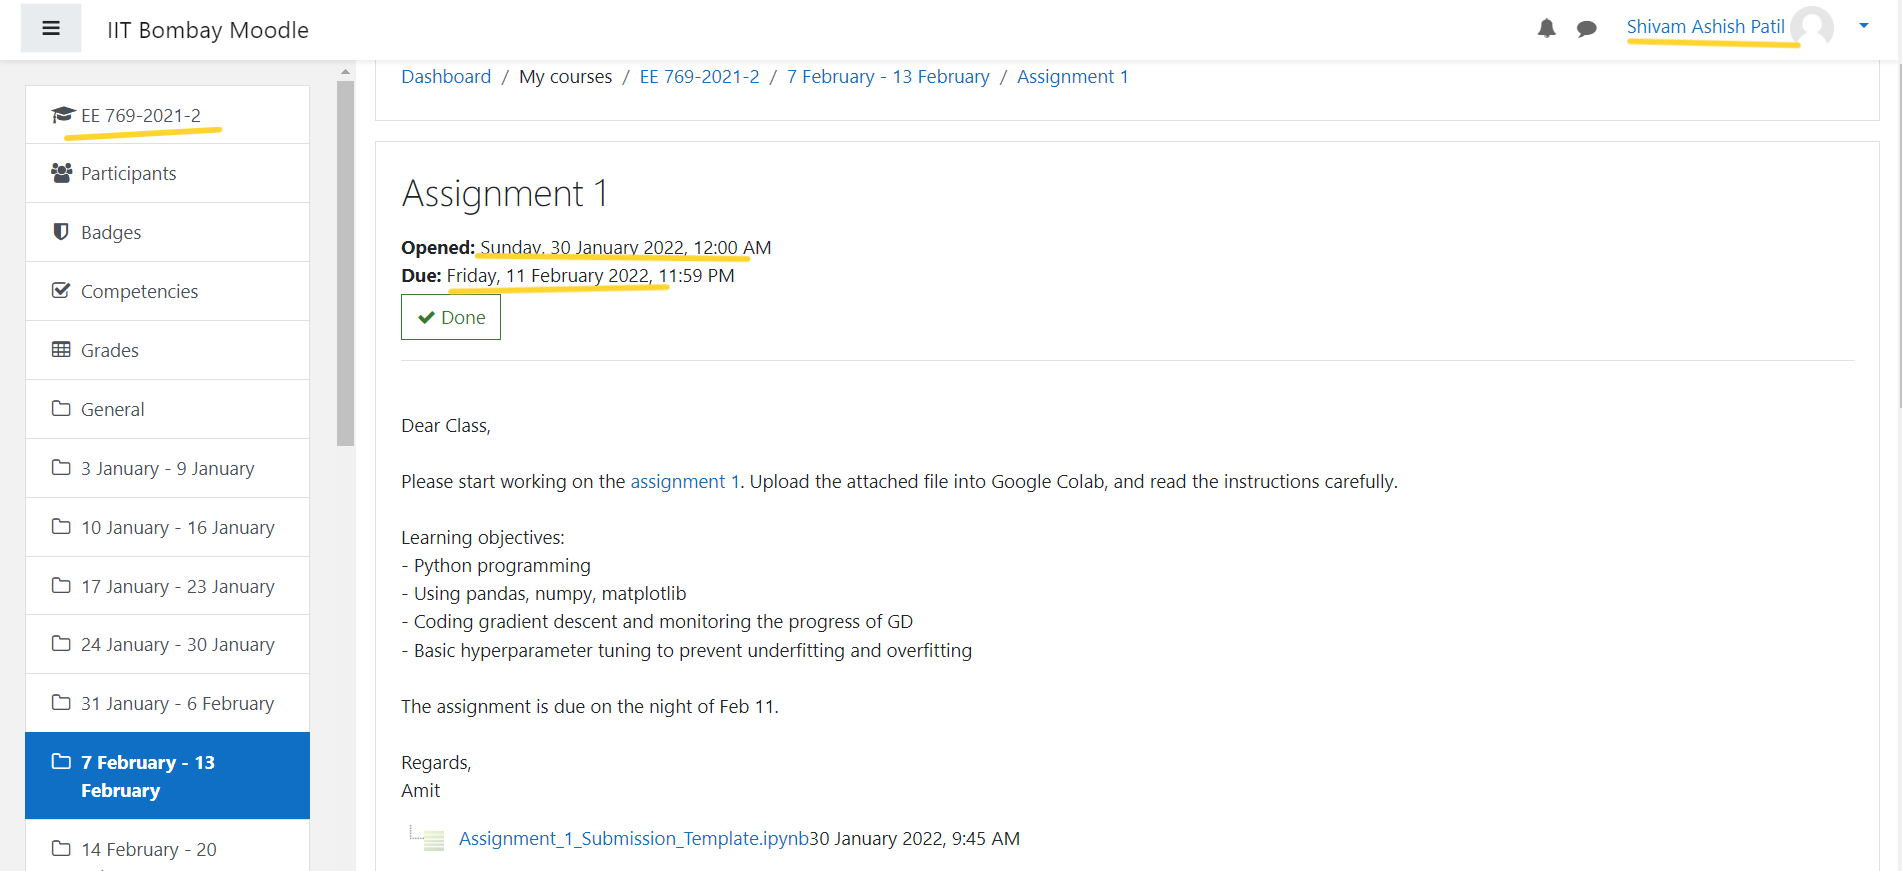 IIT Bombay Moodle
Shivam Ashish Patil
EE 769-2021-2
Participants
Badges
Competencies
Grades
General
3 January - 9 January
10 January - 16 January
17 January - 23 January
24 January - 30 January
31 January - 6 February
7 February - 13
February
14 February - 20
Dashboard / My courses / EE 769-2021-2 / 7 February - 13 February / Assignment 1
Assignment 1
Opened: Sunday, 30 January 2022, 12:00 AM
Due: Friday, 11 February 2022, 11:59 PM
Done
Dear Class,
Please start working on the assignment 1. Upload the attached file into Google Colab, and read the instructions carefully.
Learning objectives:
- Python programming
- Using pandas, numpy, matplotlib
- Coding gradient descent and monitoring the progress of GD
- Basic hyperparameter tuning to prevent underfitting and overfitting
The assignment is due on the night of Feb 11.
Regards,
Amit
Assignment_1_Submission_Template.ipynb30 January 2022, 9:45 AM